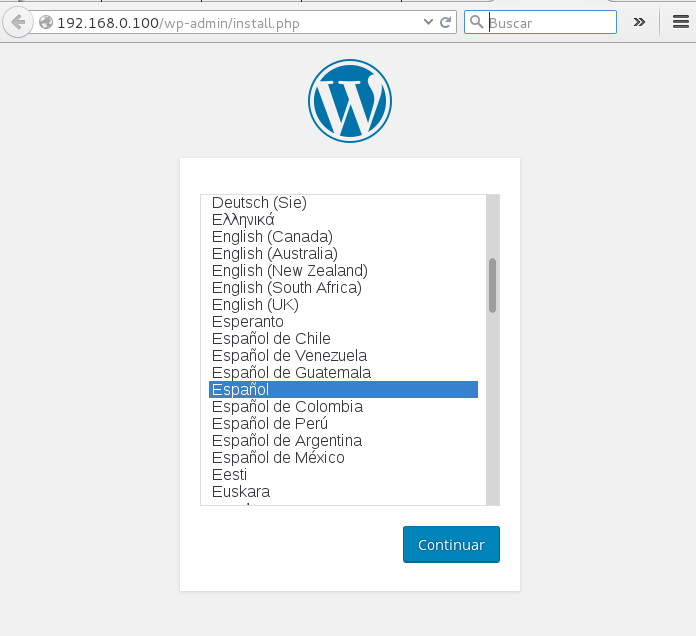 192.168.0.100/wp-admin/install.php
Buscar
Deutsch (Sie)
Ελληνικά
English (Canada)
English (Australia)
English (New Zealand)
English (South Africa)
English (UK)
Esperanto
Español de Chile
Español de Venezuela
Español de Guatemala
Español
Español de Colombia
Español de Perú
Español de Argentina
Español de México
Eesti
Euskara
Continuar